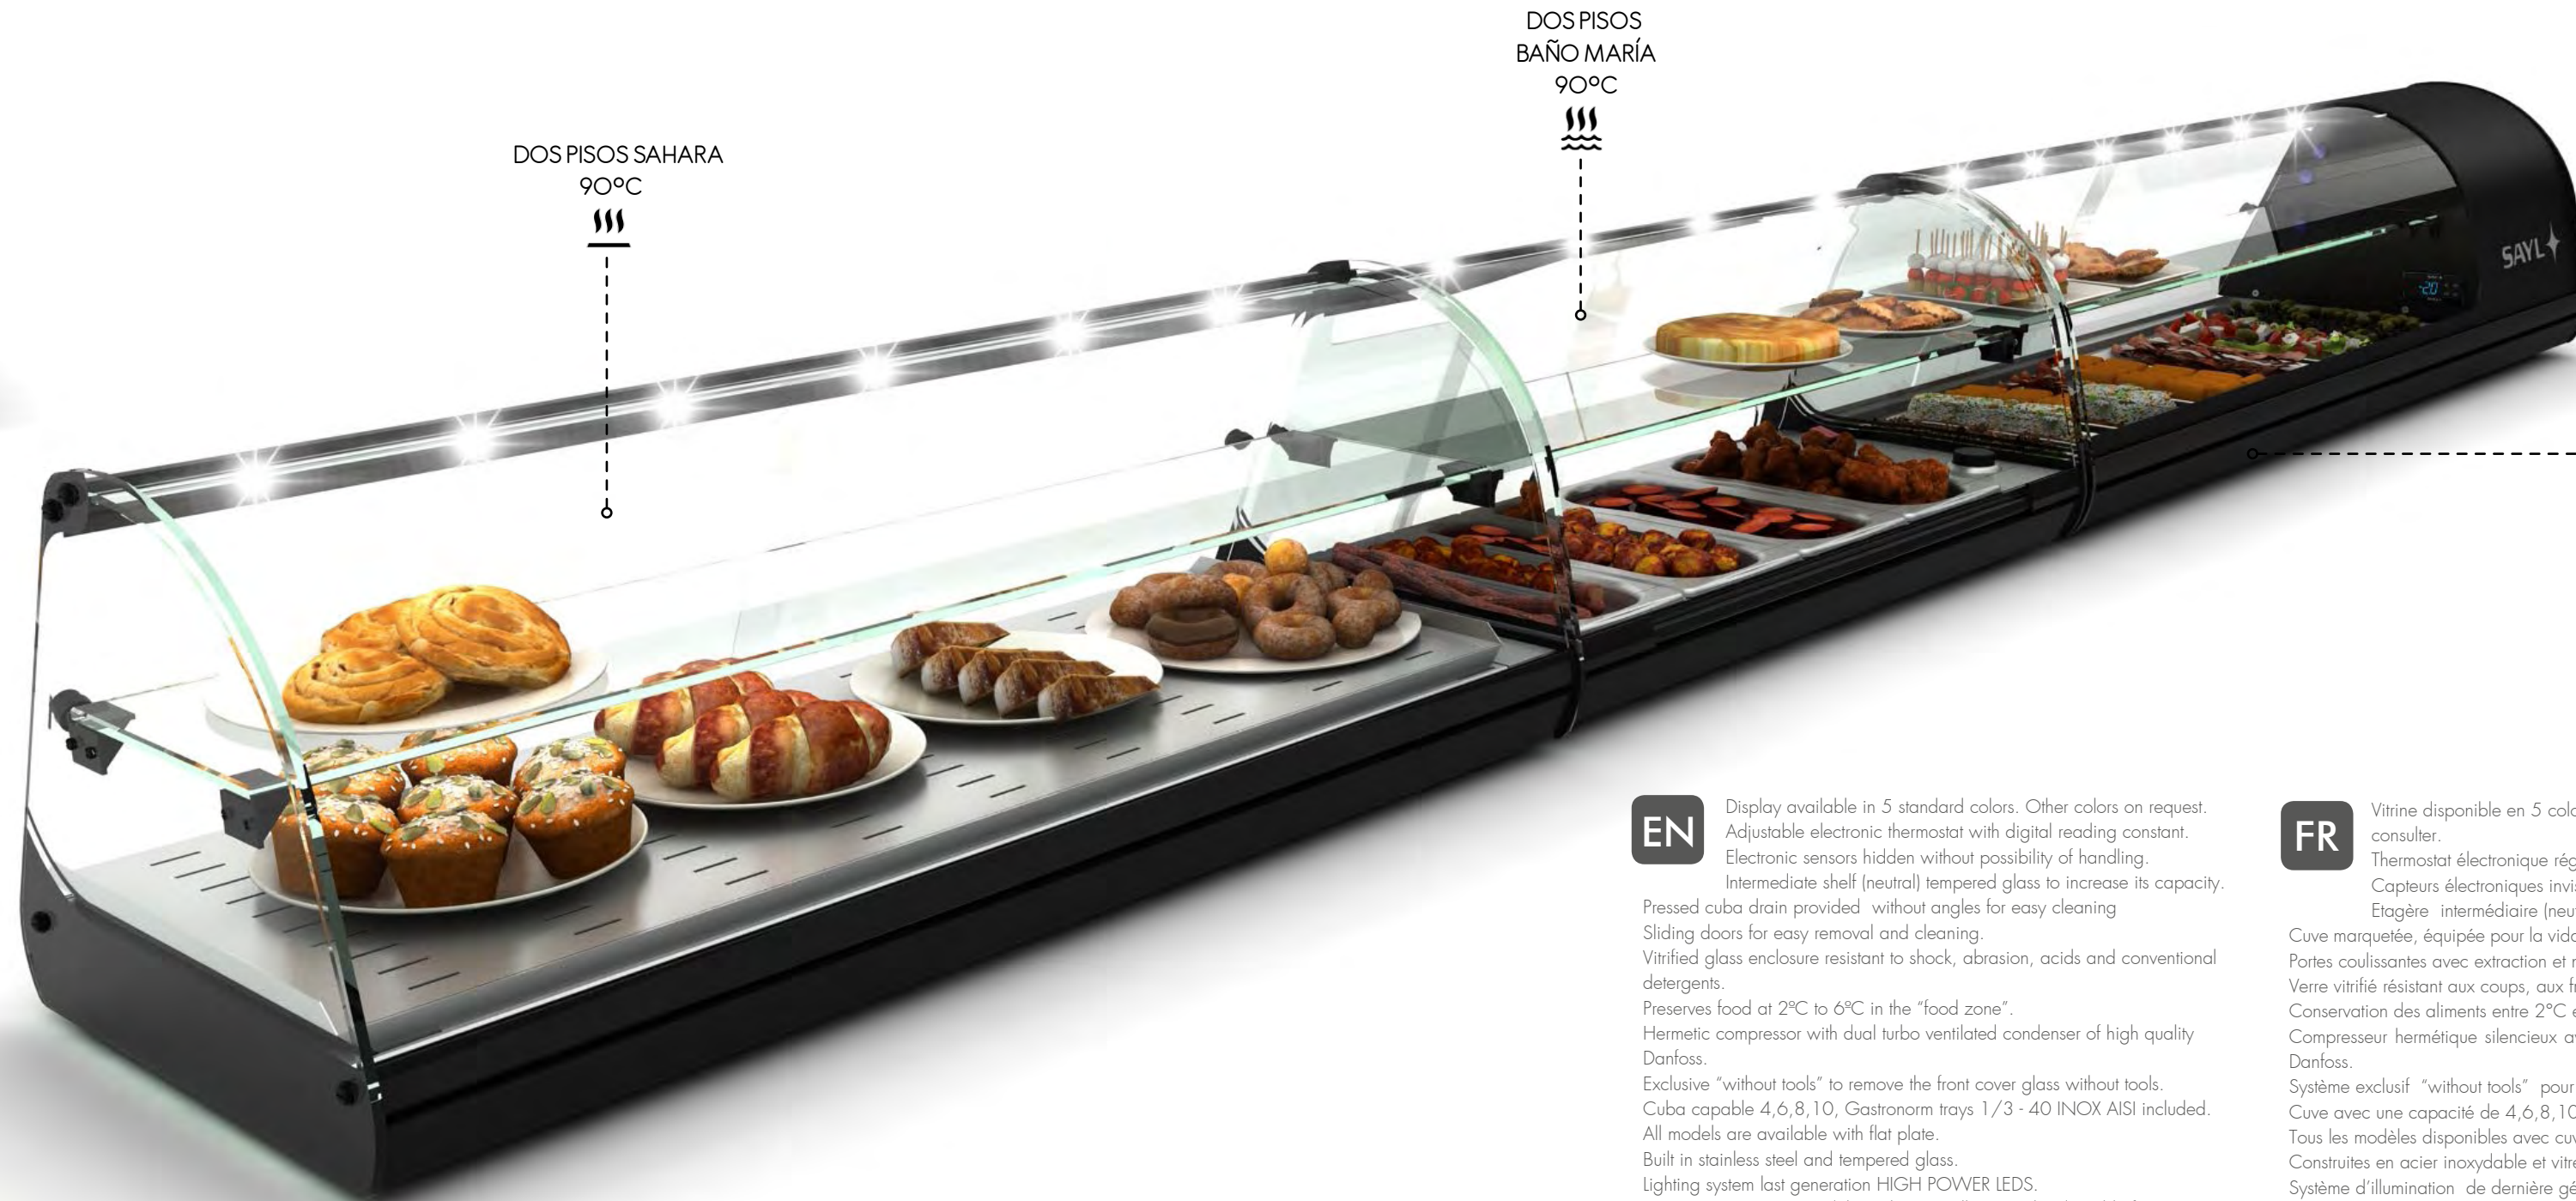 DOS PISOS
BAÑO MARÍA
90ºC
DOS PISOS SAHARA
90ºC
SAYL
-20
EN
Display available in 5 standard colors. Other colors on request.
Adjustable electronic thermostat with digital reading constant.
Electronic sensors hidden without possibility of handling.
Intermediate shelf (neutral) tempered glass to increase its capacity.
Pressed cuba drain provided  without angles for easy cleaning
Sliding doors for easy removal and cleaning.
Vitrified glass enclosure resistant to shock, abrasion, acids and conventional
detergents.
Preserves food at 2ºC to 6ºC in the “food zone”.
Hermetic compressor with dual turbo ventilated condenser of high quality
Danfoss.
Exclusive “without tools” to remove the front cover glass without tools.
Cuba capable 4,6,8,10, Gastronorm trays 1/3 - 40 INOX AISI included.
All models are available with flat plate.
Built in stainless steel and tempered glass.
Lighting system last generation HIGH POWER LEDS.
FR
Vitrine disponible en 5
consulter.
Thermostat électronique
Capteurs électroniques
Etagère  intermédiaire
Cuve marquetée, équipée pour la
Portes coulissantes avec extraction et
Verre vitrifié résistant aux coups, aux
Conservation des aliments entre 2°C
Compresseur hermétique silencieux
Danfoss.
Système exclusif  “without tools”  pour
Cuve avec une capacité de 4,6,8,10
Tous les modèles disponibles avec
Construites en acier inoxydable et
Système d’illumination  de dernière